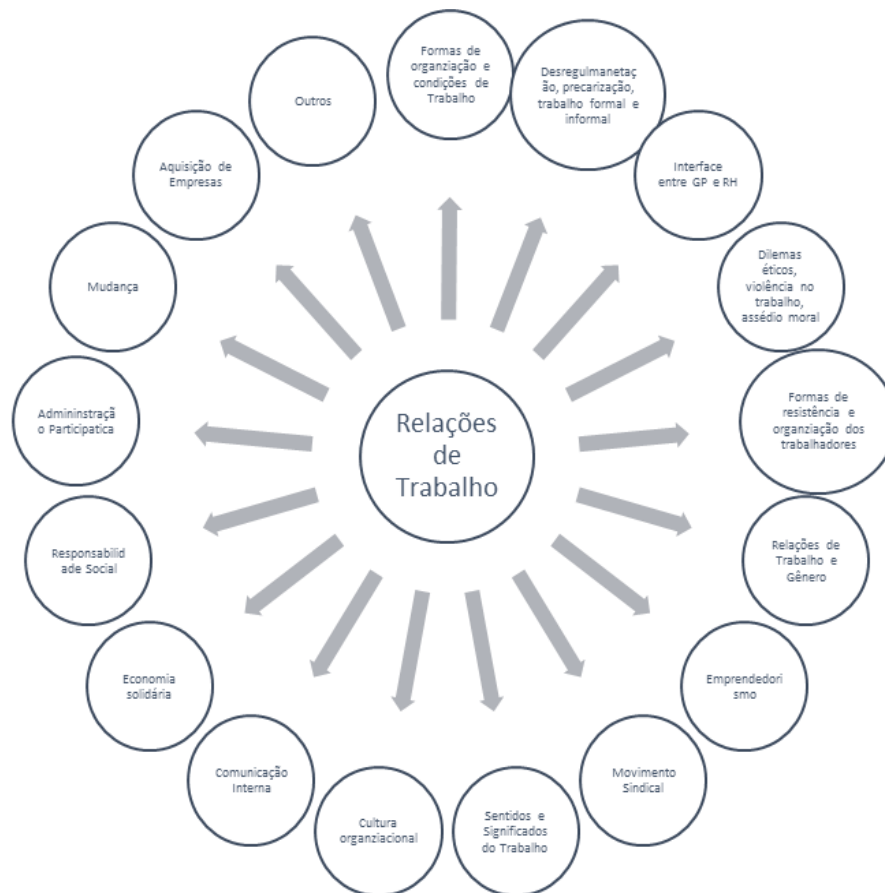 Relações
de
Trabalho
Formas de
organziação e
condições de
Trabalho
Desregulmanetaç
ão, precarização,
trabalho formal e
informal
Interface
entre GP e RH
Dilemas
éticos,
violência no
trabalho,
assédio moral
Formas de
resistência e
organziação dos
trabalhadores
Relações de
Trabalho e
Gênero
Emprendedori
smo
Movimento
Sindical
Sentidos e
Significados
do Trabalho
Cultura
organziacional
Comunicação
Interna
Economia
solidária
Responsabilid
ade Social
Admininstraçã
o Participatica
Mudança
Aquisição de
Empresas
Outros